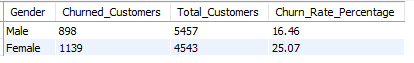 Gender Churned_Customers Total_Customers Churn_Rate_Percentage
Male 898 5457 16.46
Female 1139 4543 25.07